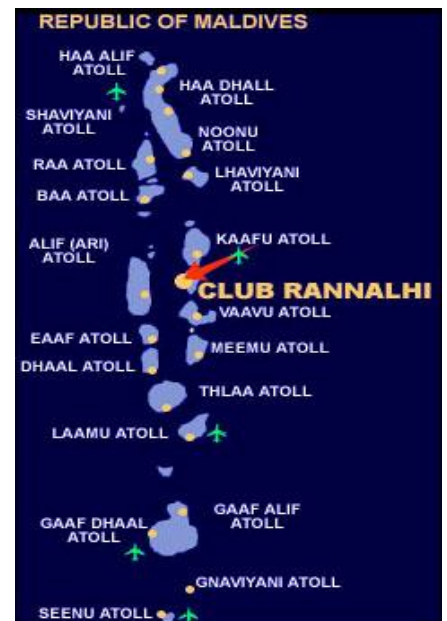 REPUBLIC OF MALDIVES
HAA ALIF
ATOLL
HAA DHALL
ATOLL
SHAVIYANI
ATOLL
NOONU
ATOLL
RAA ATOLL
LHAVIYANI
ATOLL
BAA ATOLL
KAAFU ATOLL
ALIF (ARI)
ATOLL
CLUB RANNALHI
VAAVU ATOLL
EAAF ATOLL
MEEMU ATOLL
DHAAL ATOLL
THLAA ATOLL
LAAMU ATOLL
GAAF ALIF
ATOLL
GAAF DHAAL
ATOLL
GNAVIYANI ATOLL
SEENU ATOLL